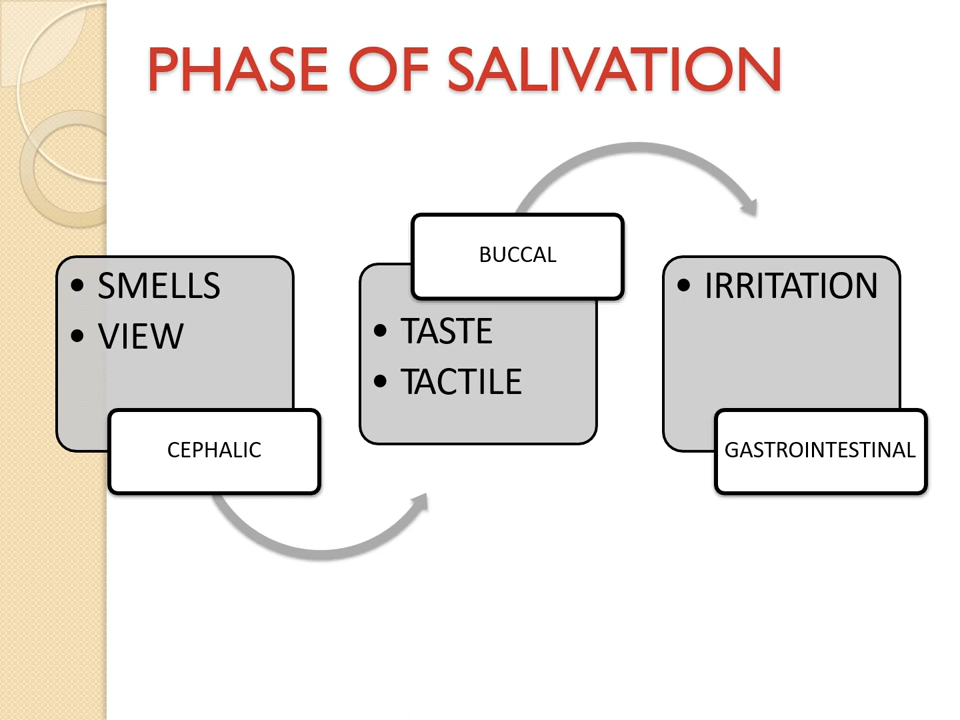 PHASE OF SALIVATION
• SMELLS
• VIEW
CEPHALIC
BUCCAL
• TASTE
• TACTILE
• IRRITATION
GASTROINTESTINAL